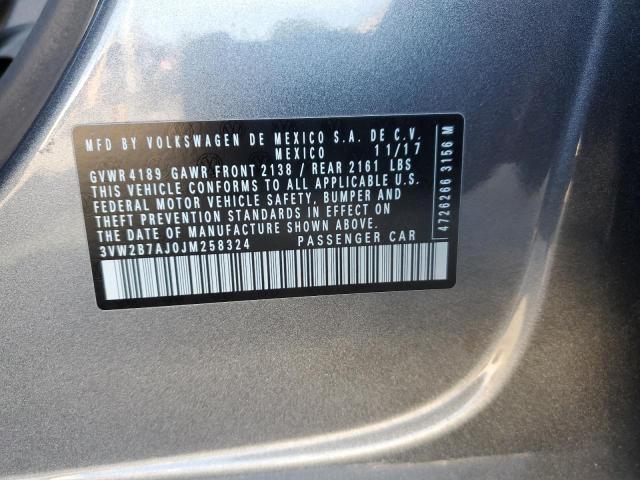 MFD BY VOLKSWAGEN DE MEXICO S.A. DE C.V.
MEXICO 11/17
GVWR 4189 GAWR FRONT 2138 / REAR 2161 LBS
THIS VEHICLE CONFORMS TO ALL APPLICABLE U.S.
FEDERAL MOTOR VEHICLE SAFETY, BUMPER AND
THEFT PREVENTION STANDARDS IN EFFECT ON
THE DATE OF MANUFACTURE SHOWN ABOVE.
3VW2B7AJ0JM258324 PASSENGER CAR
4726266 3156 M